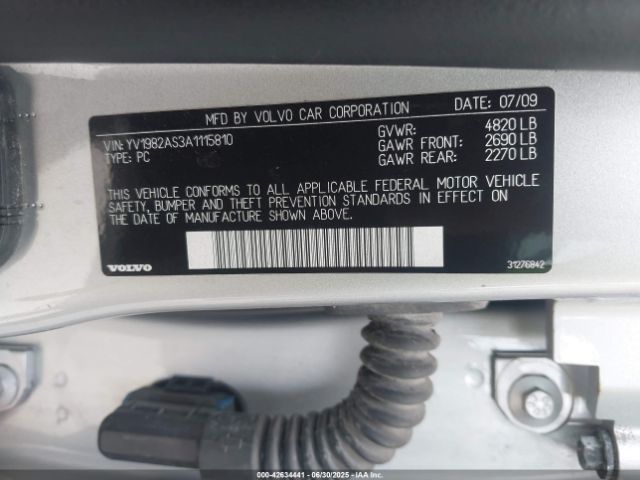 MFD BY VOLVO CAR CORPORATION DATE: 07/09
VIN: YV1982AS3A1115810
TYPE: PC
GVWR: 4820 LB
GAWR FRONT: 2690 LB
GAWR REAR: 2270 LB
THIS VEHICLE CONFORMS TO ALL APPLICABLE FEDERAL MOTOR VEHICLE
SAFETY, BUMPER AND THEFT PREVENTION STANDARDS IN EFFECT ON
THE DATE OF MANUFACTURE SHOWN ABOVE.
VOLVO
31276842
000-42634441 - 06/30/2025 - IAAI